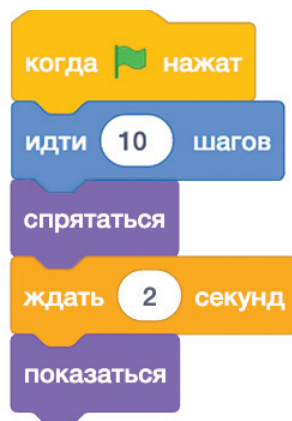 когда нажат
идти 10 шагов
спрятаться
ждать 2 секунд
показаться